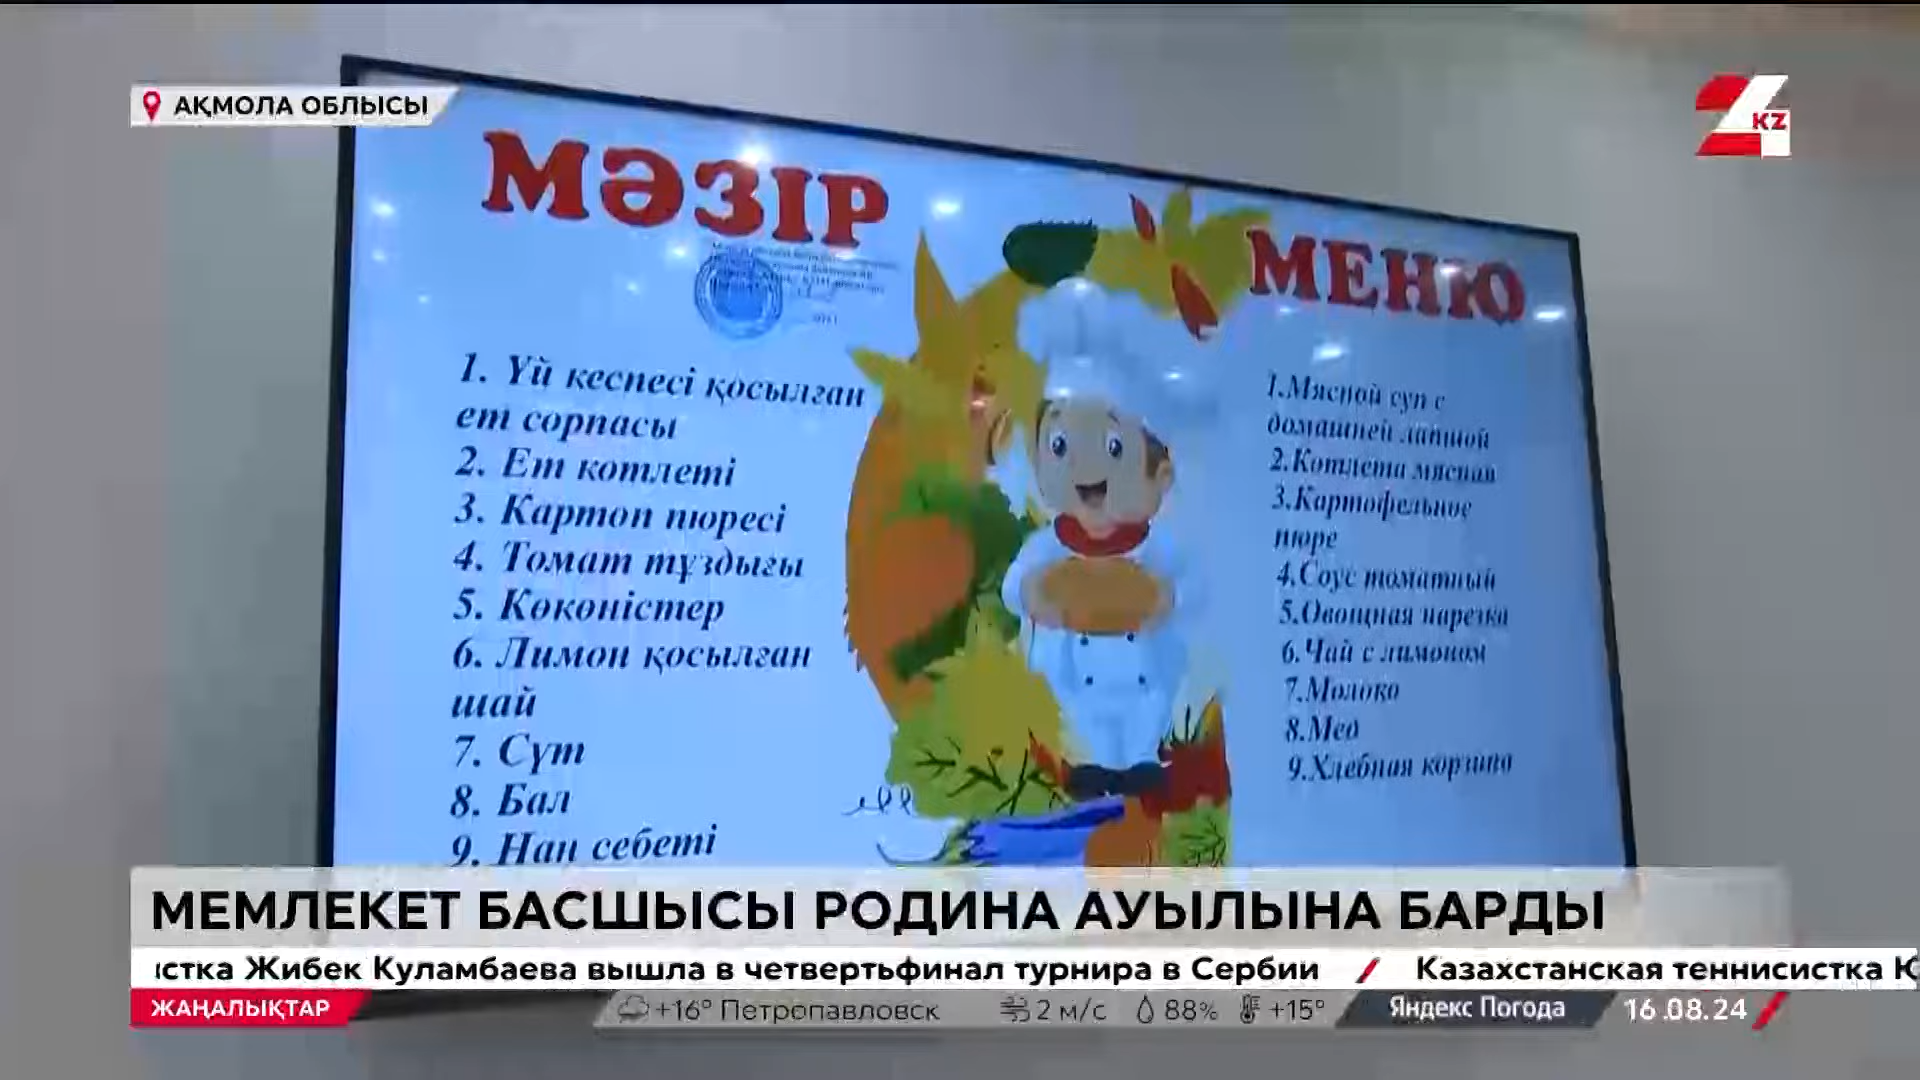 АҚМОЛА ОБЛЫСЫ
24
KZ
МӘЗІР
1. Үй кеспесі қосылған
ет сорпасы
2. Ет котлеті
3. Картоп пюресі
4. Томат тұздығы
5. Көкөністер
6. Лимон қосылған
шай
7. Сүт
8. Бал
9. Нан себеті
МЕНЮ
1.Мясной суп с
домашней лапшой
2.Котлета мясная
3.Картофельное
пюре
4.Соус томатный
5.Овощная нарезка
6.Чай с лимоном
7.Молоко
8.Мед
9.Хлебная корзина
МЕМЛЕКЕТ БАСШЫСЫ РОДИНА АУЫЛЫНА БАРДЫ
стка Жибек Куламбаева вышла в четвертьфинал турнира в Сербии / Казахстанская теннисистка
ЖАҢАЛЫҚТАР
+16° Петропавловск 2 м/с 88% +15° Яндекс Погода 16.08.24